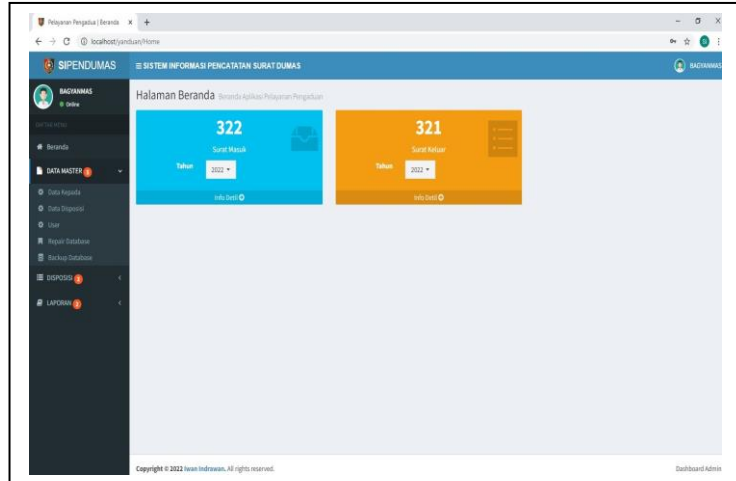 Pelayanan Pengadua | Beranda
localhost/yanduan/Home
SIPENDUMAS
SISTEM INFORMASI PENCATATAN SURAT DUMAS
BAGYANMAS
BAGYANMAS
Online
Halaman Beranda Beranda Aplikasi Pelayanan Pengaduan
DAFTAR MENU
Beranda
DATA MASTER
Data Kepada
Data Disposisi
User
Repair Database
Backup Database
DISPOSISI
LAPORAN
322
Surat Masuk
Tahun 2022
Info Detil
321
Surat Keluar
Tahun 2022
Info Detil
Copyright © 2022 Iwan Indrawan. All rights reserved.
Dashboard Admin